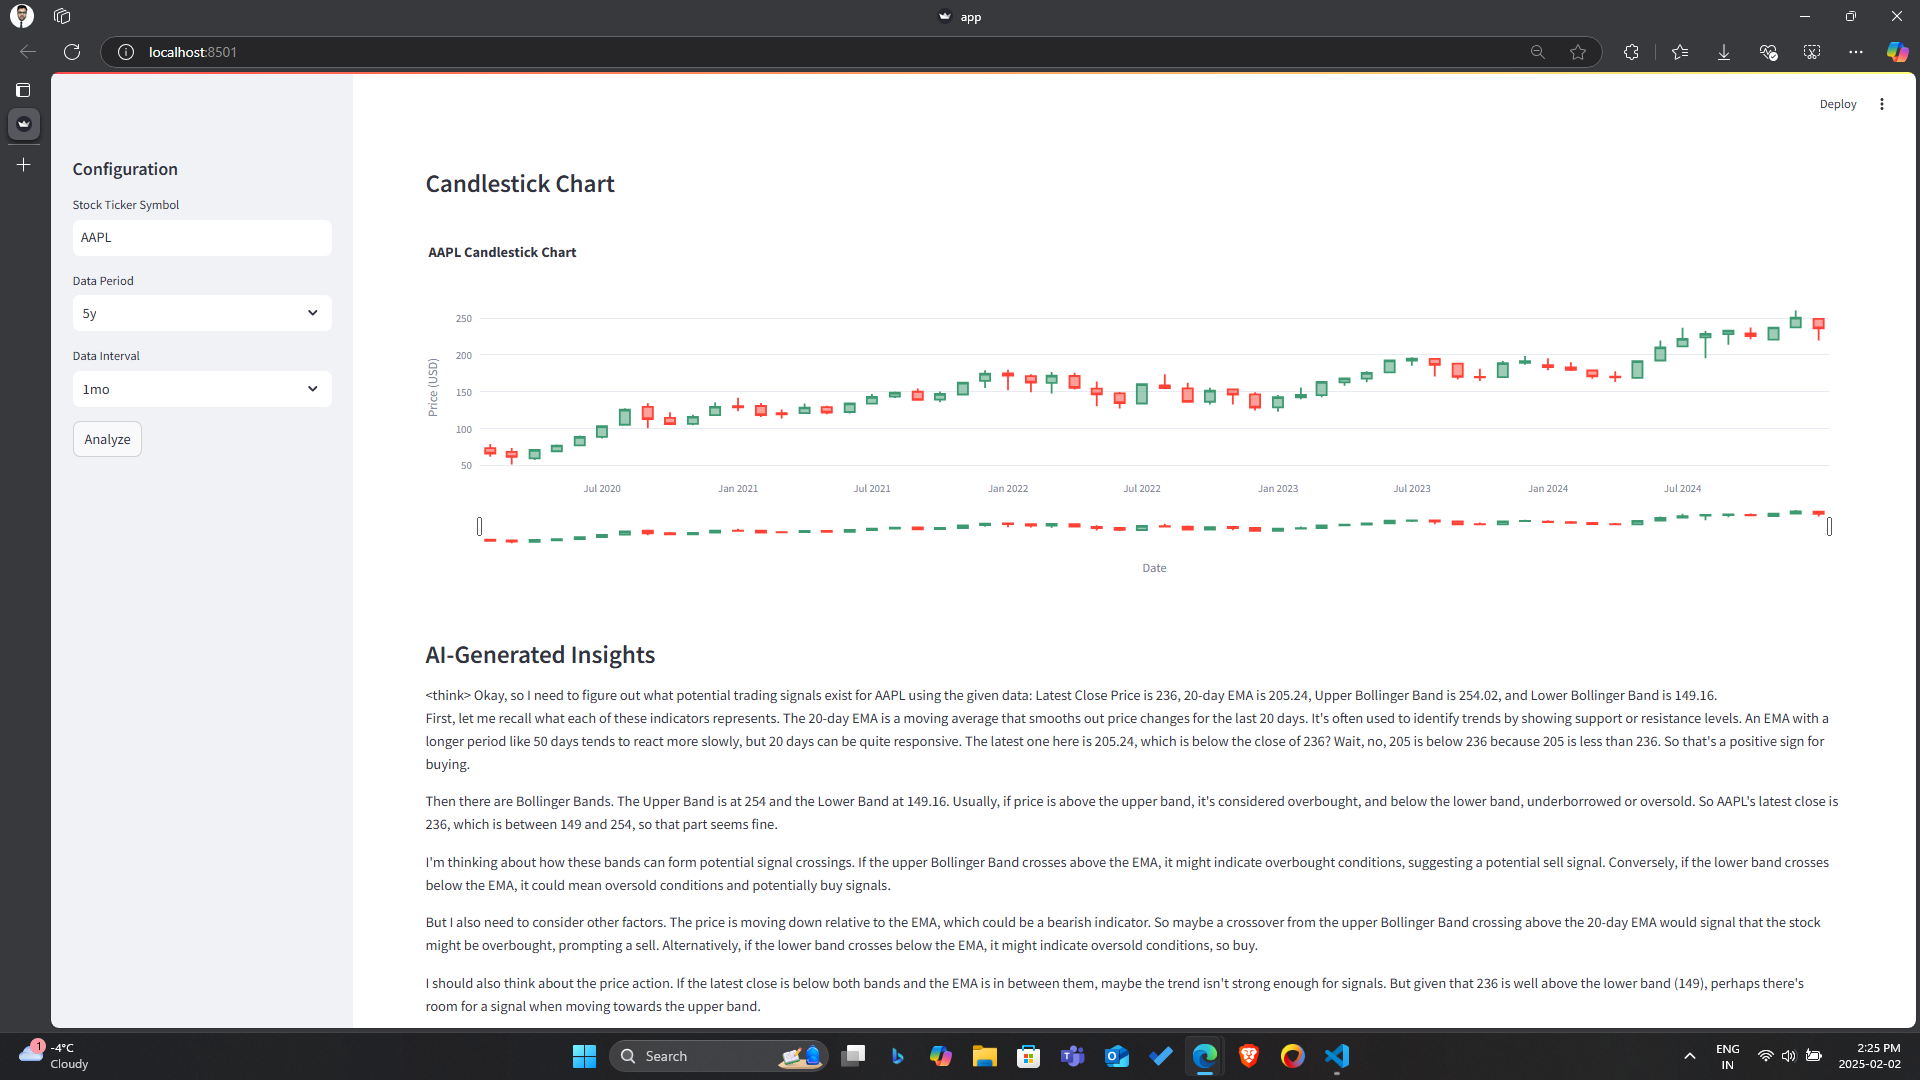 app
localhost:8501
Deploy
Configuration
Stock Ticker Symbol
AAPL
Data Period
5y
Data Interval
1mo
Analyze
Candlestick Chart
AAPL Candlestick Chart
Price (USD)
250
200
150
100
50
Jul 2020
Jan 2021
Jul 2021
Jan 2022
Jul 2022
Jan 2023
Jul 2023
Jan 2024
Jul 2024
Date
AI-Generated Insights
<think> Okay, so I need to figure out what potential trading signals exist for AAPL using the given data: Latest Close Price is 236, 20-day EMA is 205.24, Upper Bollinger Band is 254.02, and Lower Bollinger Band is 149.16.
First, let me recall what each of these indicators represents. The 20-day EMA is a moving average that smooths out price changes for the last 20 days. It's often used to identify trends by showing support or resistance levels. An EMA with a
longer period like 50 days tends to react more slowly, but 20 days can be quite responsive. The latest one here is 205.24, which is below the close of 236? Wait, no, 205 is below 236 because 205 is less than 236. So that's a positive sign for
buying.
Then there are Bollinger Bands. The Upper Band is at 254 and the Lower Band at 149.16. Usually, if price is above the upper band, it's considered overbought, and below the lower band, underborrowed or oversold. So AAPL's latest close is
236, which is between 149 and 254, so that part seems fine.
I'm thinking about how these bands can form potential signal crossings. If the upper Bollinger Band crosses above the EMA, it might indicate overbought conditions, suggesting a potential sell signal. Conversely, if the lower band crosses
below the EMA, it could mean oversold conditions and potentially buy signals.
But I also need to consider other factors. The price is moving down relative to the EMA, which could be a bearish indicator. So maybe a crossover from the upper Bollinger Band crossing above the 20-day EMA would signal that the stock
might be overbought, prompting a sell. Alternatively, if the lower band crosses below the EMA, it might indicate oversold conditions, so buy.
I should also think about the price action. If the latest close is below both bands and the EMA is in between them, maybe the trend isn't strong enough for signals. But given that 236 is well above the lower band (149), perhaps there's
room for a signal when moving towards the upper band.
1
-4°C
Cloudy
Search
ENG
IN
2:25 PM
2025-02-02